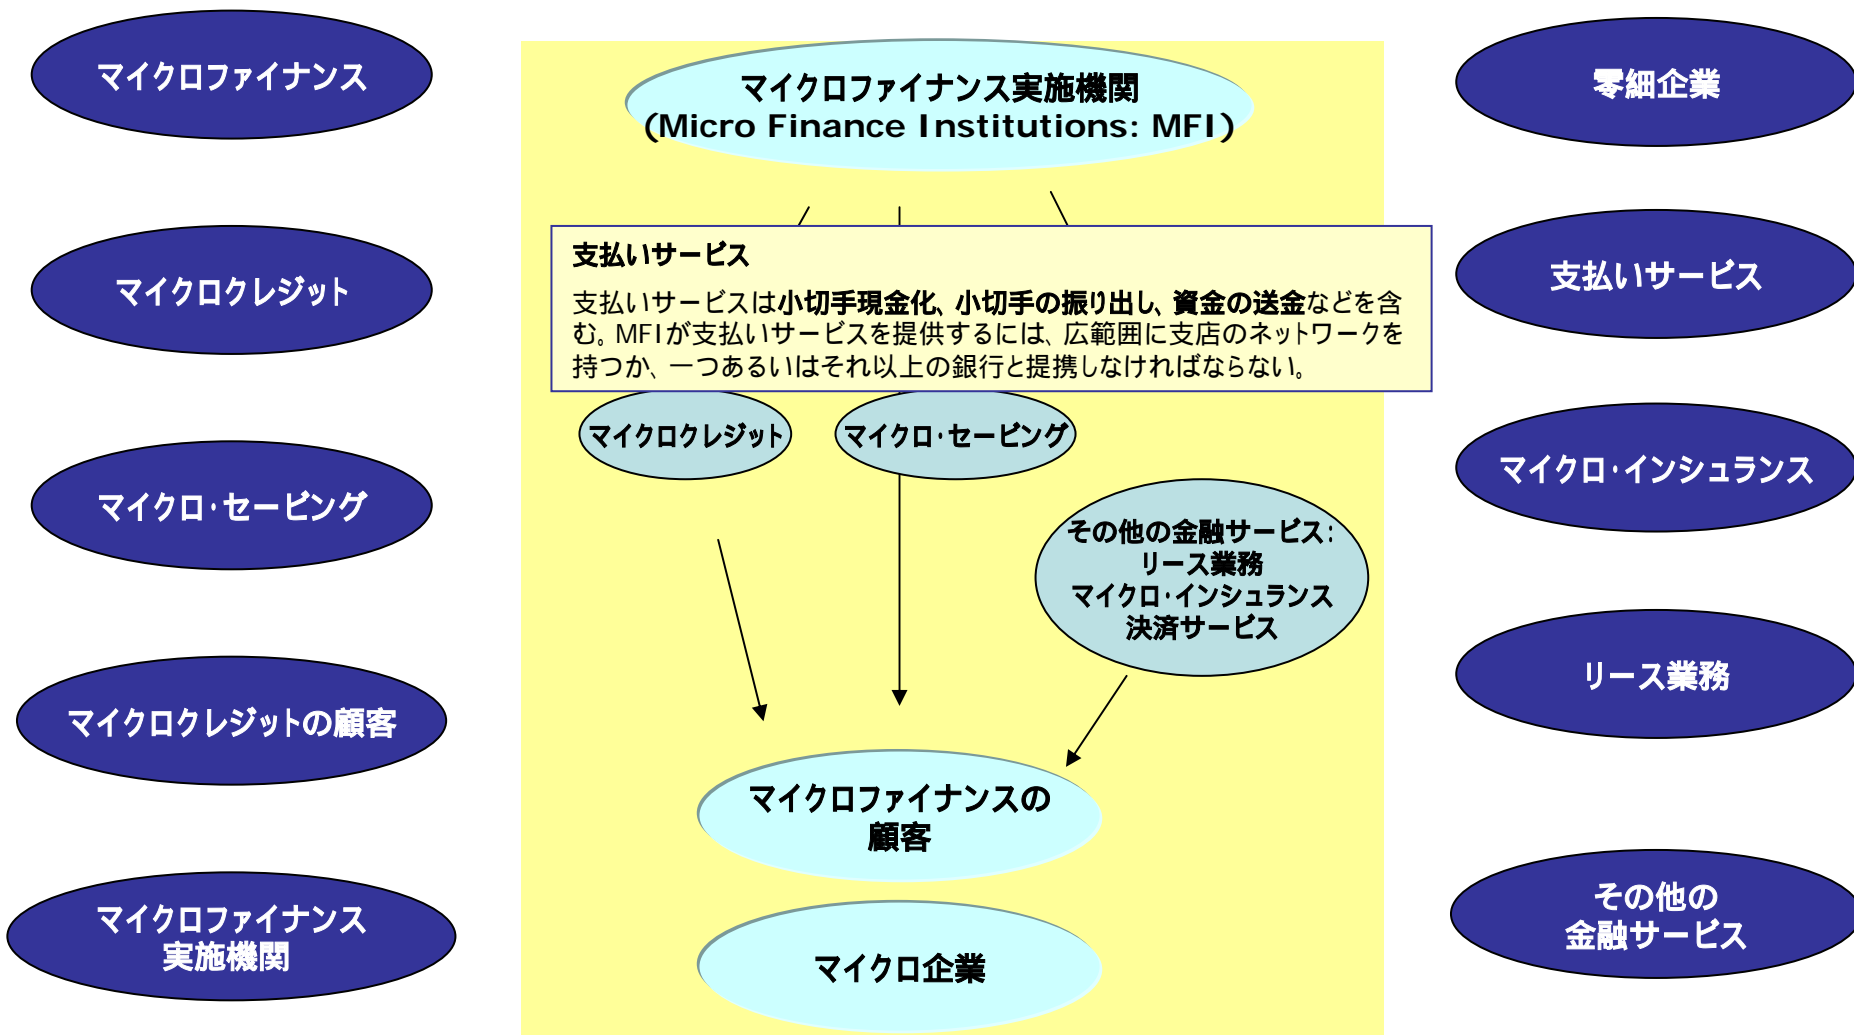 マイクロファイナンス
マイクロクレジット
マイクロ・セービング
マイクロクレジットの顧客
マイクロファイナンス
実施機関
マイクロファイナンス実施機関
(Micro Finance Institutions: MFI)
支払いサービス
支払いサービスは小切手現金化、小切手の振り出し、資金の送金などを含
む。MFIが支払いサービスを提供するには、広範囲に支店のネットワークを
持つか、一つあるいはそれ以上の銀行と提携しなければならない。
マイクロクレジット
マイクロ・セービング
その他の金融サービス:
リース業務
マイクロ・インシュランス
決済サービス
マイクロファイナンスの
顧客
マイクロ企業
零細企業
支払いサービス
マイクロ・インシュランス
リース業務
その他の
金融サービス